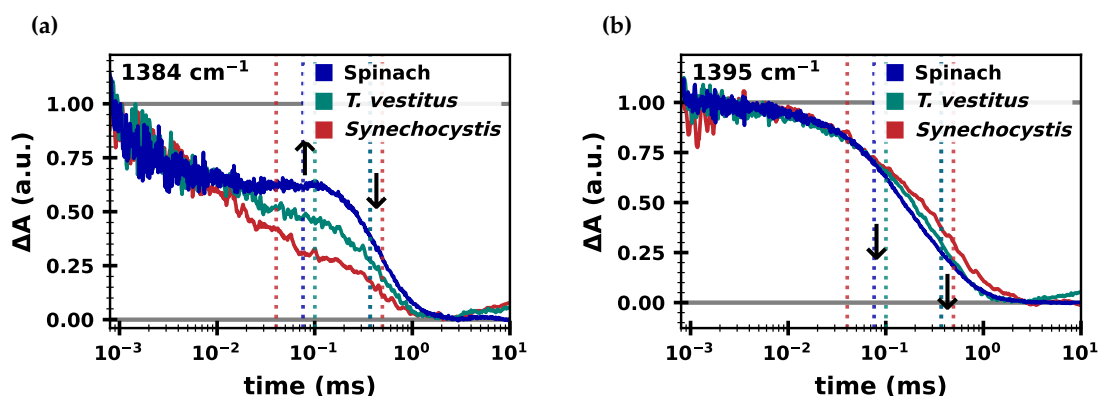 (a)
1384 cm⁻¹
Spinach
T. vestitus
Synechocystis
1.00
0.75
0.50
0.25
0.00
ΔA (a.u.)
10⁻³ 10⁻² 10⁻¹ 10⁰ 10¹
time (ms)
(b)
1395 cm⁻¹
Spinach
T. vestitus
Synechocystis
1.00
0.75
0.50
0.25
0.00
ΔA (a.u.)
10⁻³ 10⁻² 10⁻¹ 10⁰ 10¹
time (ms)